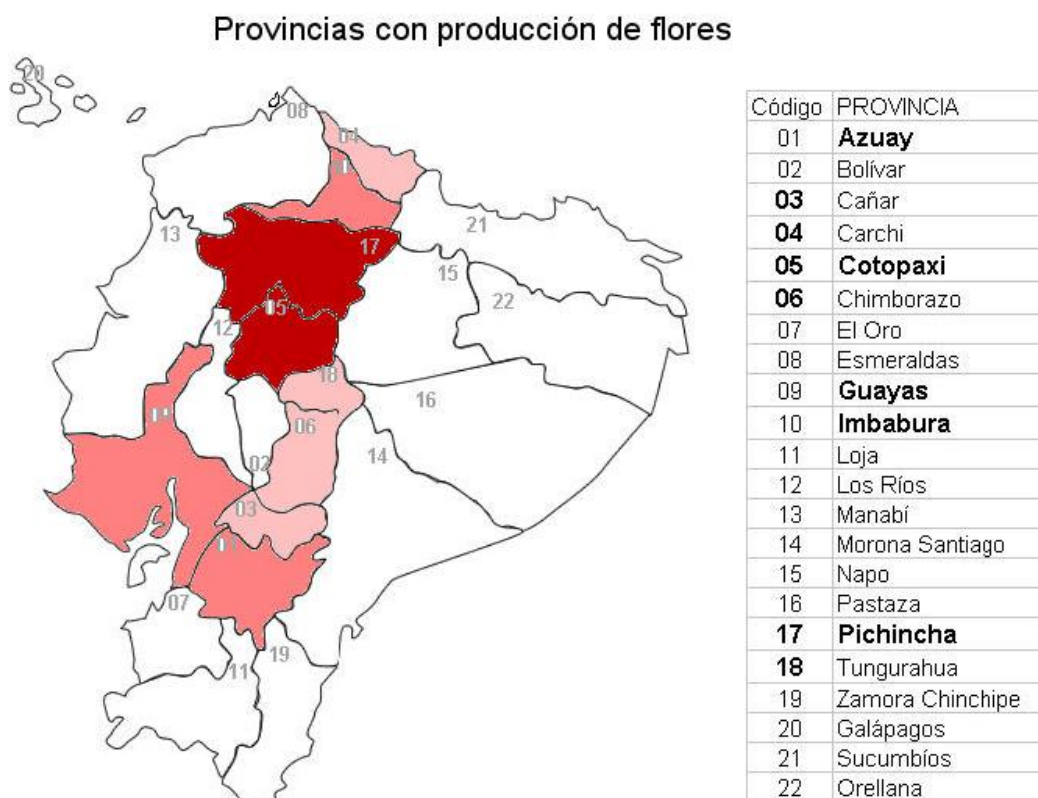 Provincias con producción de flores
Código PROVINCIA
01 Azuay
02 Bolívar
03 Cañar
04 Carchi
05 Cotopaxi
06 Chimborazo
07 El Oro
08 Esmeraldas
09 Guayas
10 Imbabura
11 Loja
12 Los Ríos
13 Manabí
14 Morona Santiago
15 Napo
16 Pastaza
17 Pichincha
18 Tungurahua
19 Zamora Chinchipe
20 Galápagos
21 Sucumbíos
22 Orellana
20
08
04
13
17
21
15
22
05
12
18
16
06
14
02
03
07
19
11